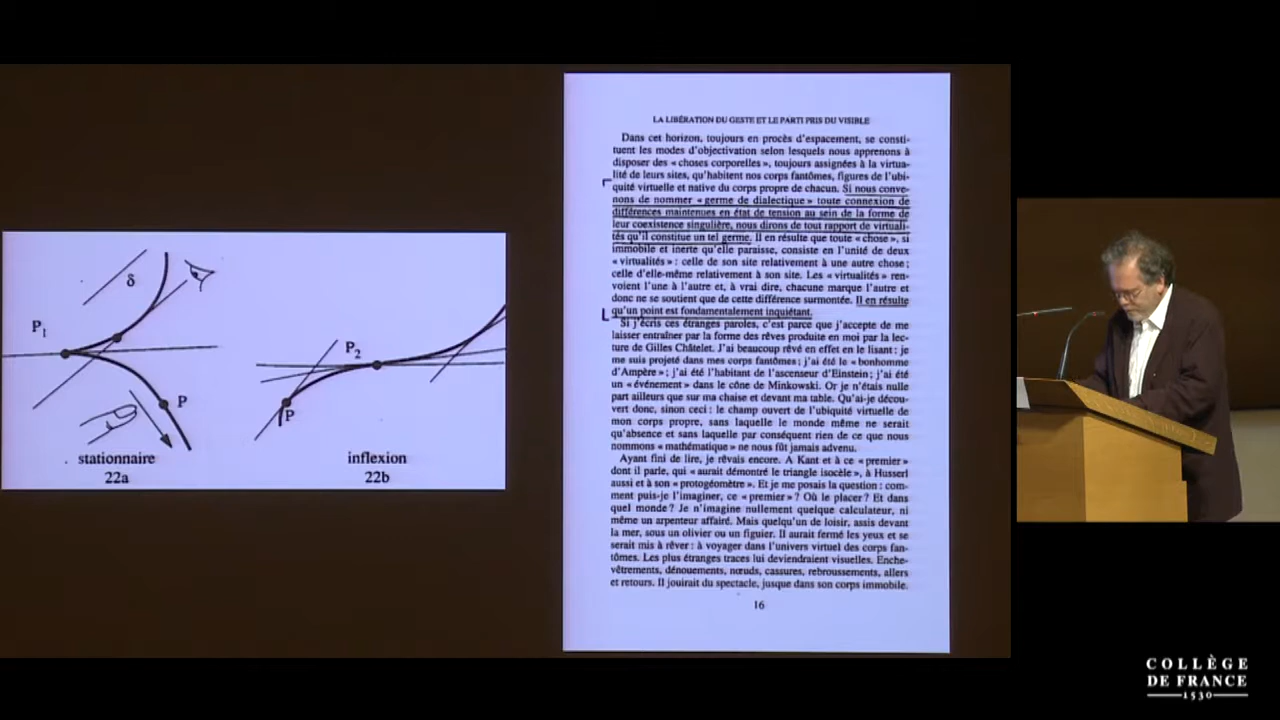 δ
P1
P
stationnaire
22a
P2
P
inflexion
22b
LA LIBÉRATION DU GESTE ET LE PARTI PRIS DU VISIBLE
Dans cet horizon, toujours en procès d'espacement, se consti-
tuent les modes d'objectivation selon lesquels nous apprenons à
disposer des « choses corporelles », toujours assignées à la virtua-
lité de leurs sites, qu'habitent nos corps fantômes, figures de l'ubi-
quité virtuelle et native du corps propre de chacun. Si nous conve-
nons de nommer « germe de dialectique » toute connexion de
différences maintenues en état de tension au sein de la forme de
leur coexistence singulière, nous dirons de tout rapport de virtuali-
tés qu'il constitue un tel germe. Il en résulte que toute « chose », si
immobile et inerte qu'elle paraisse, consiste en l'unité de deux
« virtualités » : celle de son site relativement à une autre chose ;
celle d'elle-même relativement à son site. Les « virtualités » ren-
voient l'une à l'autre et, à vrai dire, chacune marque l'autre et
donc ne se soutient que de cette différence surmontée. Il en résulte
qu'un point est fondamentalement inquiétant.
Si j'écris ces étranges paroles, c'est parce que j'accepte de me
laisser entraîner par la forme des rêves produite en moi par la lec-
ture de Gilles Châtelet. J'ai beaucoup rêvé en effet en le lisant : je
me suis projeté dans mes corps fantômes ; j'ai été le « bonhomme
d'Ampère » ; j'ai été l'habitant de l'ascenseur d'Einstein ; j'ai été
un « événement » dans le cône de Minkowski. Or je n'étais nulle
part ailleurs que sur ma chaise et devant ma table. Qu'ai-je décou-
vert donc, sinon ceci : le champ ouvert de l'ubiquité virtuelle de
mon corps propre, sans laquelle le monde même ne serait
qu'absence et sans laquelle par conséquent rien de ce que nous
nommons « mathématique » ne nous fût jamais advenu.
Ayant fini de lire, je rêvais encore. A Kant et à ce « premier »
dont il parle, qui « aurait démontré le triangle isocèle », à Husserl
aussi et à son « protogéomètre ». Et je me posais la question : com-
ment puis-je l'imaginer, ce « premier » ? Où le placer ? Et dans
quel monde ? Je n'imagine nullement quelque calculateur, ni
même un arpenteur affairé. Mais quelqu'un de loisir, assis devant
la mer, sous un olivier ou un figuier. Il aurait fermé les yeux et se
serait mis à rêver : à voyager dans l'univers virtuel des corps fan-
tômes. Les plus étranges traces lui deviendraient visuelles. Enche-
vêtrements, dénouements, nœuds, cassures, rebroussements, allers
et retours. Il jouirait du spectacle, jusque dans son corps immobile.
16
COLLÈGE
DE FRANCE
1530